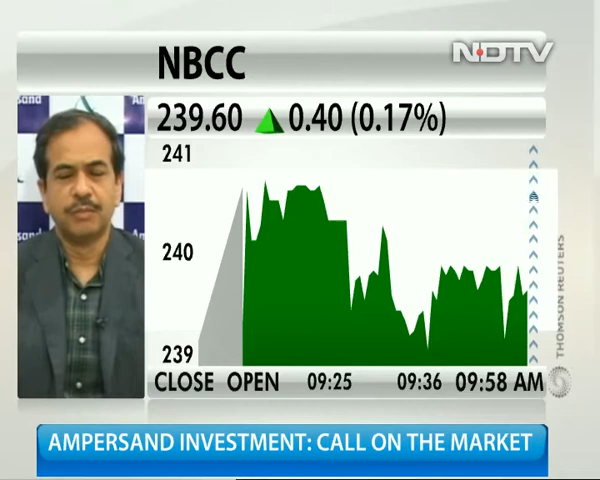 NBCC
NDTV
239.60 0.40 (0.17%)
241
240
239
CLOSE OPEN 09:25 09:36 09:58 AM
THOMSON REUTERS
AMPERSAND INVESTMENT: CALL ON THE MARKET